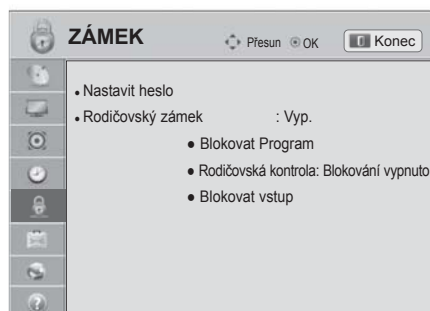 ZÁMEK
Přesun OK
Konec
• Nastavit heslo
• Rodičovský zámek : Vyp.
● Blokovat Program
● Rodičovská kontrola: Blokování vypnuto
● Blokovat vstup